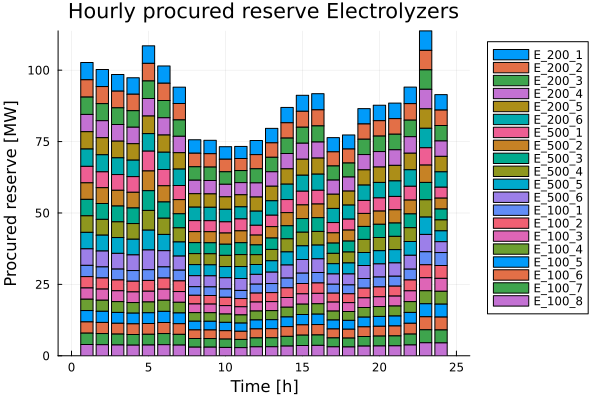 Hourly procured reserve Electrolyzers
Procured reserve [MW]
100
75
50
25
0
0 5 10 15 20 25
Time [h]
E_200_1
E_200_2
E_200_3
E_200_4
E_200_5
E_200_6
E_500_1
E_500_2
E_500_3
E_500_4
E_500_5
E_500_6
E_100_1
E_100_2
E_100_3
E_100_4
E_100_5
E_100_6
E_100_7
E_100_8